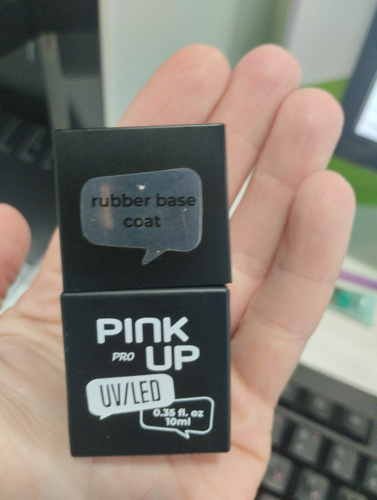 rubber base
coat
PINK
PRO UP
UV/LED
0.35 fl. oz
10ml